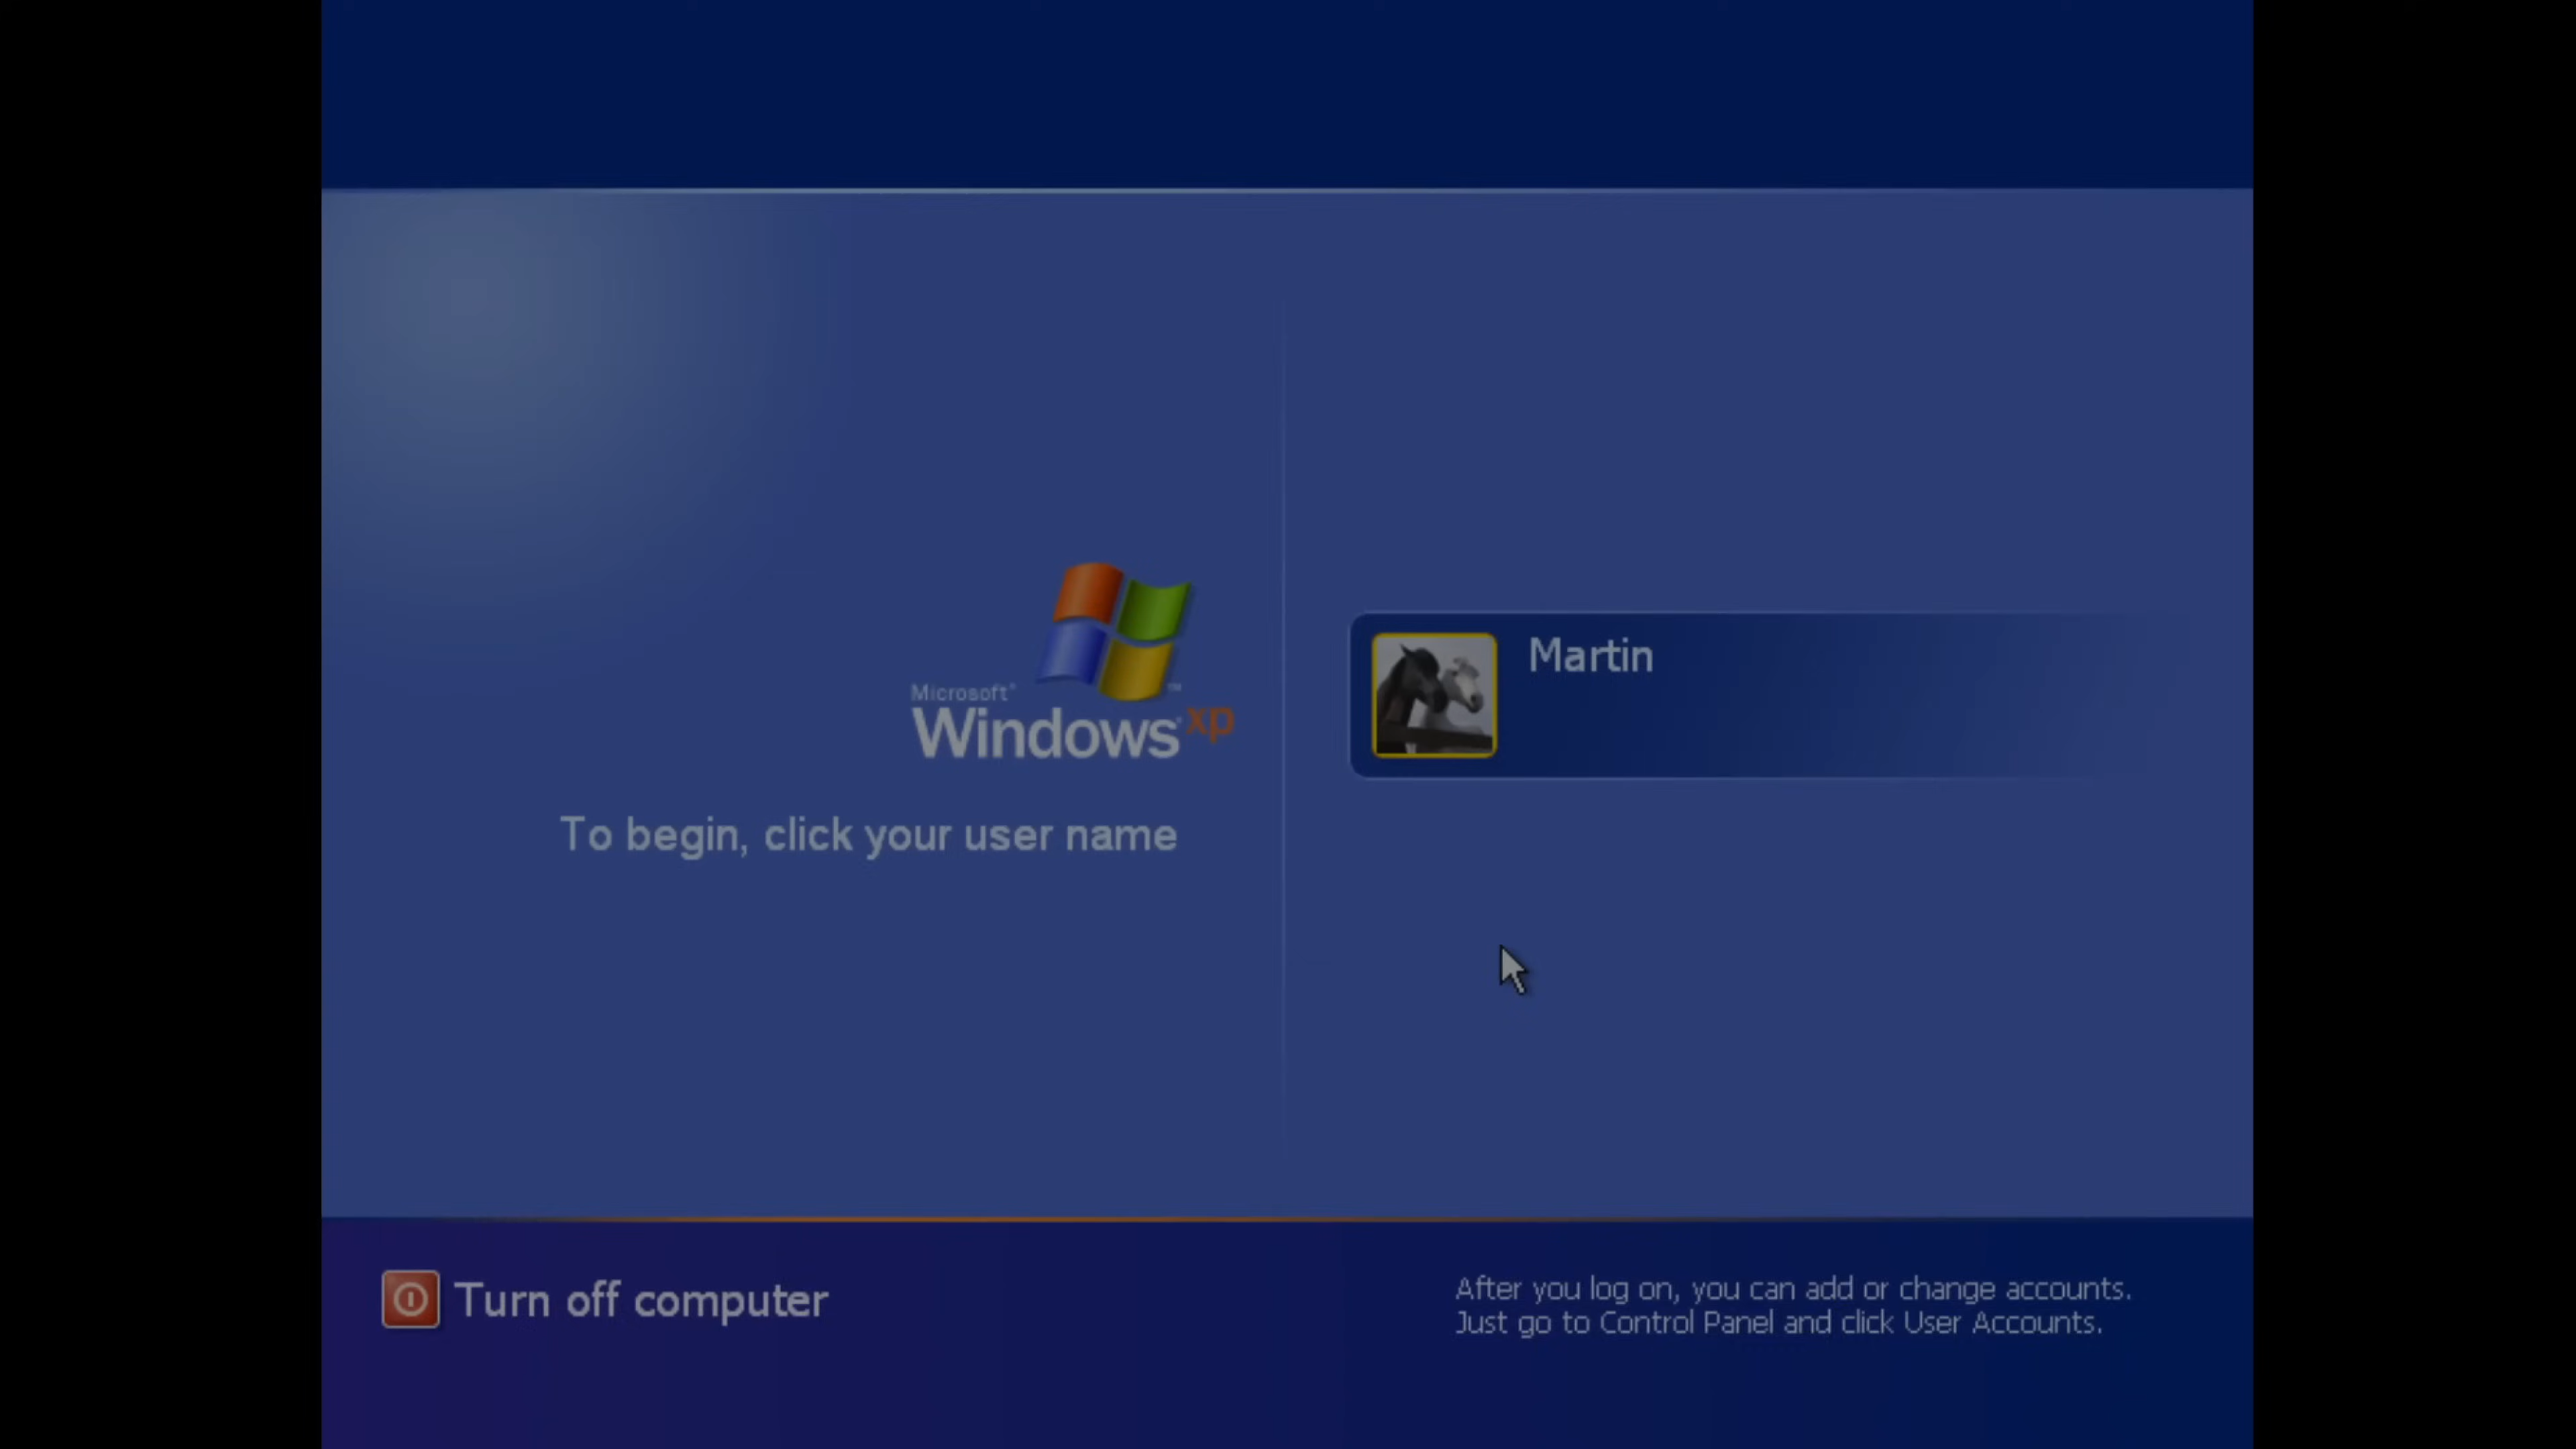 Microsoft®
Windows® xp ™
To begin, click your user name
Martin
Turn off computer
After you log on, you can add or change accounts.
Just go to Control Panel and click User Accounts.